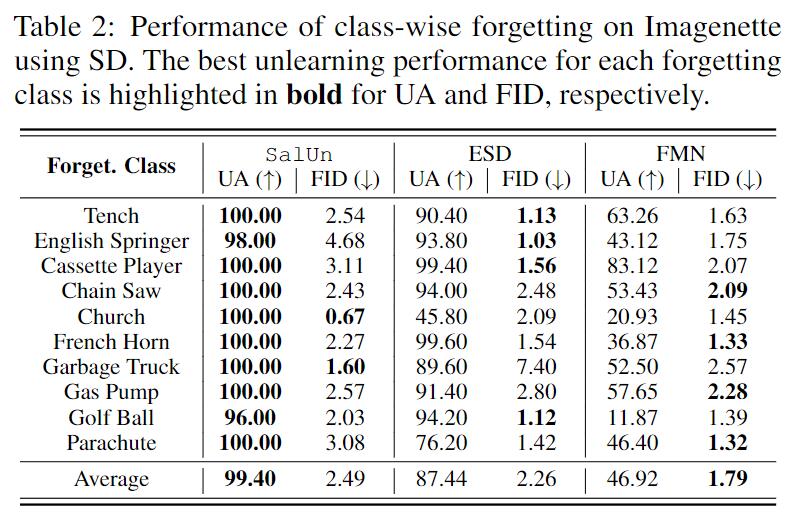 Table 2: Performance of class-wise forgetting on Imagenette
using SD. The best unlearning performance for each forgetting
class is highlighted in bold for UA and FID, respectively.
Forget. Class | SalUn | ESD | FMN
UA (↑) | FID (↓) | UA (↑) | FID (↓) | UA (↑) | FID (↓)
Tench 100.00 2.54 90.40 1.13 63.26 1.63
English Springer 98.00 4.68 93.80 1.03 43.12 1.75
Cassette Player 100.00 3.11 99.40 1.56 83.12 2.07
Chain Saw 100.00 2.43 94.00 2.48 53.43 2.09
Church 100.00 0.67 45.80 2.09 20.93 1.45
French Horn 100.00 2.27 99.60 1.54 36.87 1.33
Garbage Truck 100.00 1.60 89.60 7.40 52.50 2.57
Gas Pump 100.00 2.57 91.40 2.80 57.65 2.28
Golf Ball 96.00 2.03 94.20 1.12 11.87 1.39
Parachute 100.00 3.08 76.20 1.42 46.40 1.32
Average 99.40 2.49 87.44 2.26 46.92 1.79